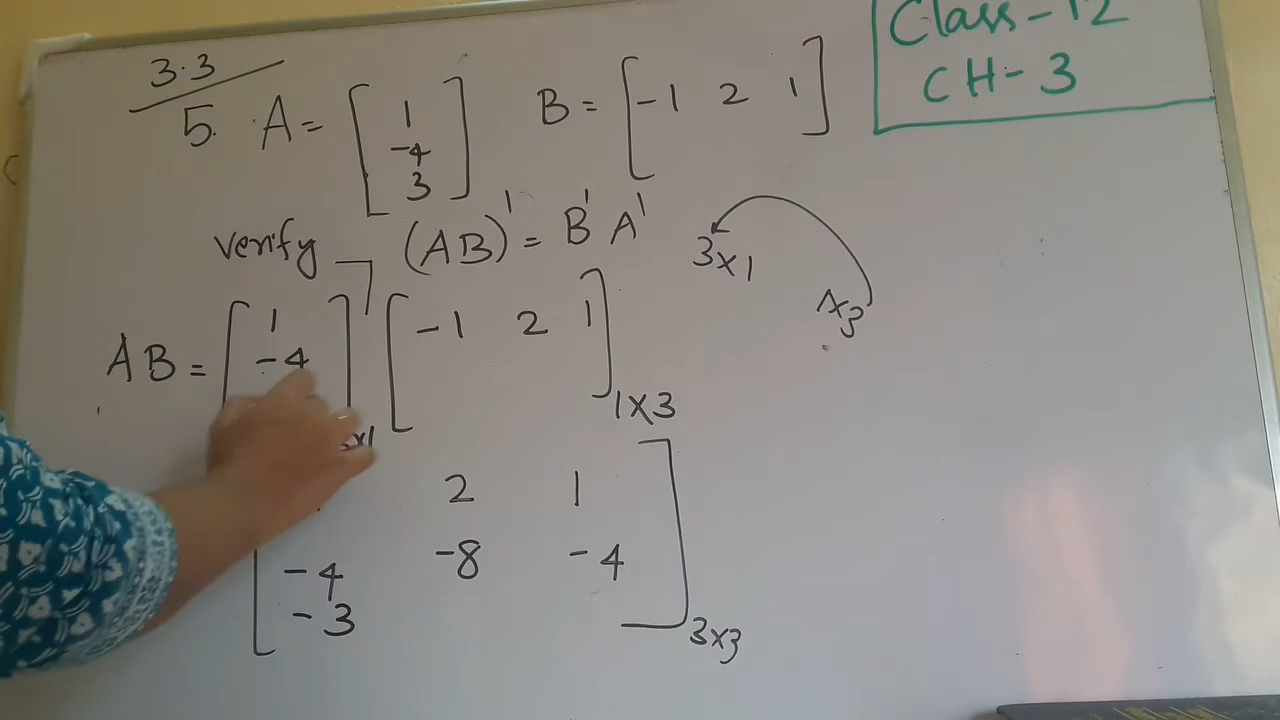 Class-12
CH-3
3.3
5. A = [ 1 -4 3 ] B = [ -1 2 1 ]
verify (AB)' = B' A'
3x1
1x3
AB = [ 1 -4 ] [ -1 2 1 ] 1x3
2 1
-4 -8 -4
-3
3x3